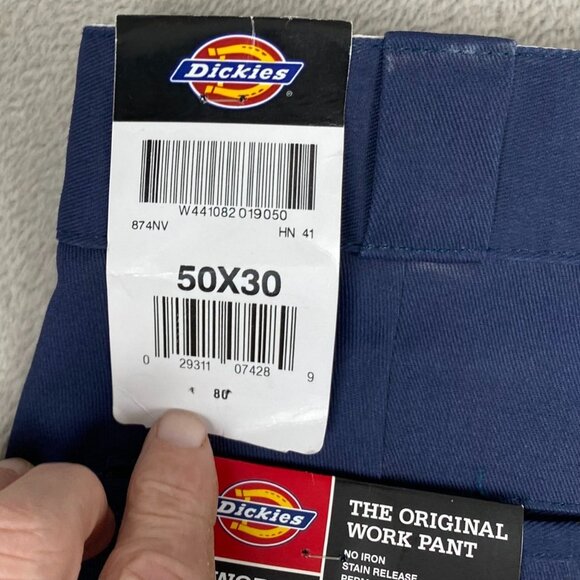 Dickies
®
W441082019050
874NV
HN 41
50X30
0 29311 07428 9
80
Dickies
THE ORIGINAL
WORK PANT
NO IRON
STAIN RELEASE